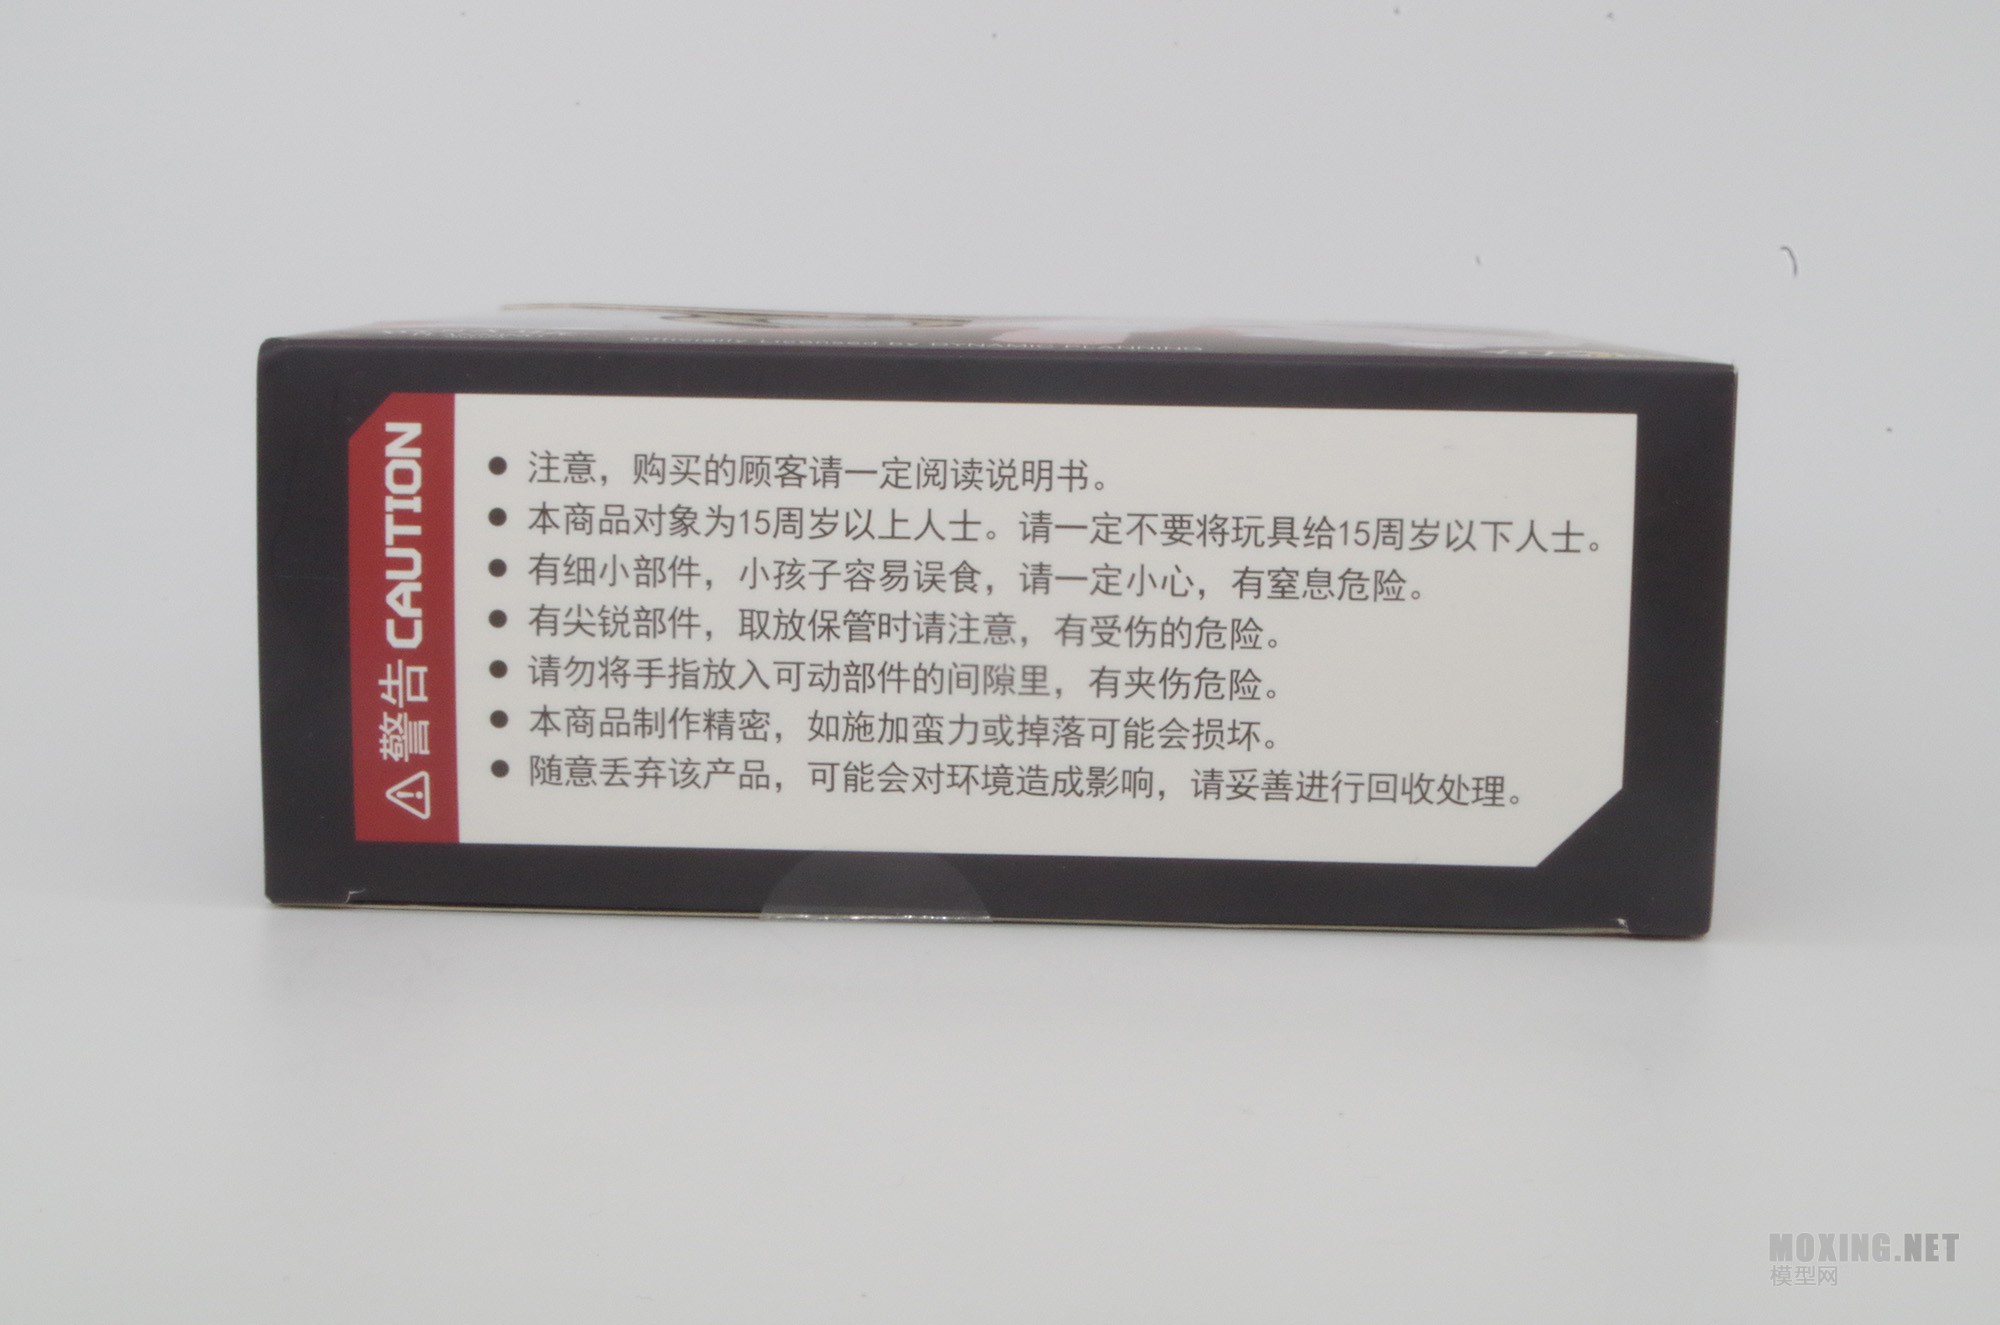 Officially Licensed by DYNAMIC PLANNING
警告 CAUTION
● 注意，购买的顾客请一定阅读说明书。
● 本商品对象为15周岁以上人士。请一定不要将玩具给15周岁以下人士。
● 有细小部件，小孩子容易误食，请一定小心，有窒息危险。
● 有尖锐部件，取放保管时请注意，有受伤的危险。
● 请勿将手指放入可动部件的间隙里，有夹伤危险。
● 本商品制作精密，如施加蛮力或掉落可能会损坏。
● 随意丢弃该产品，可能会对环境造成影响，请妥善进行回收处理。
MOXING.NET
模型网